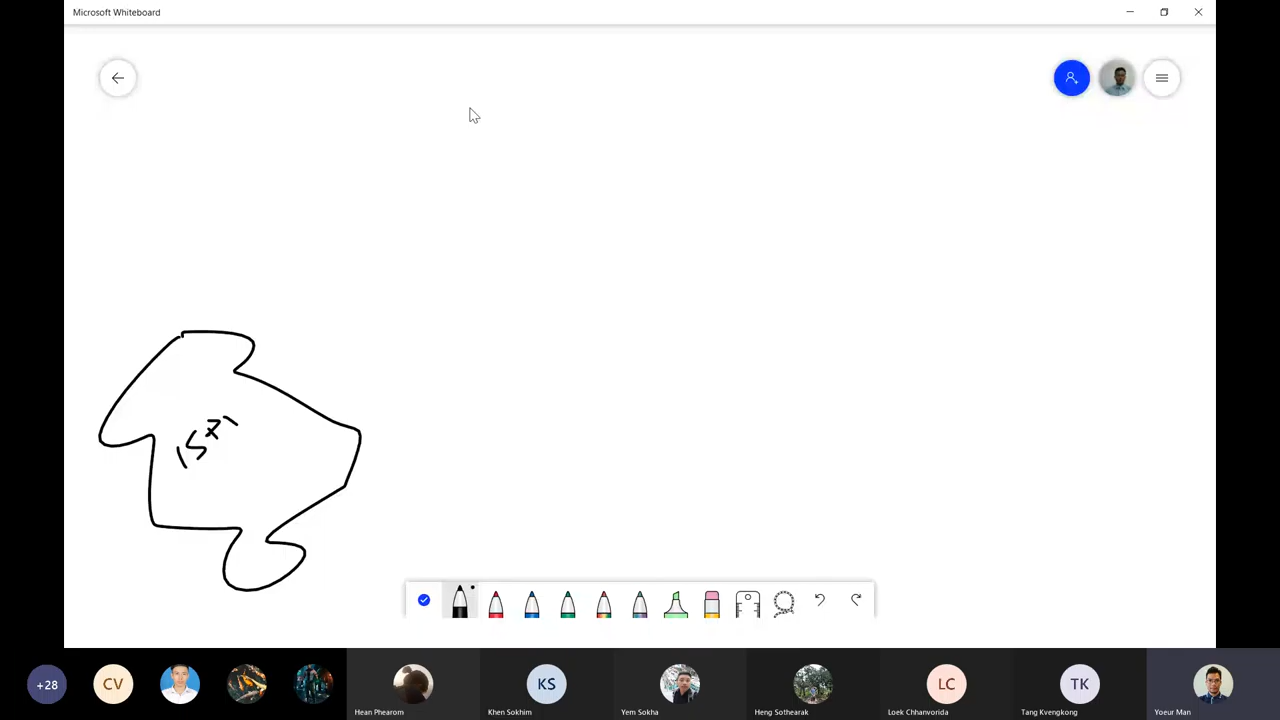 Microsoft Whiteboard
+28
CV
KS
LC
TK
Hean Phearom
Khen Sokhim
Yem Sokha
Heng Sothearak
Loek Chhanvorida
Tang Kvengkong
Yoeur Man